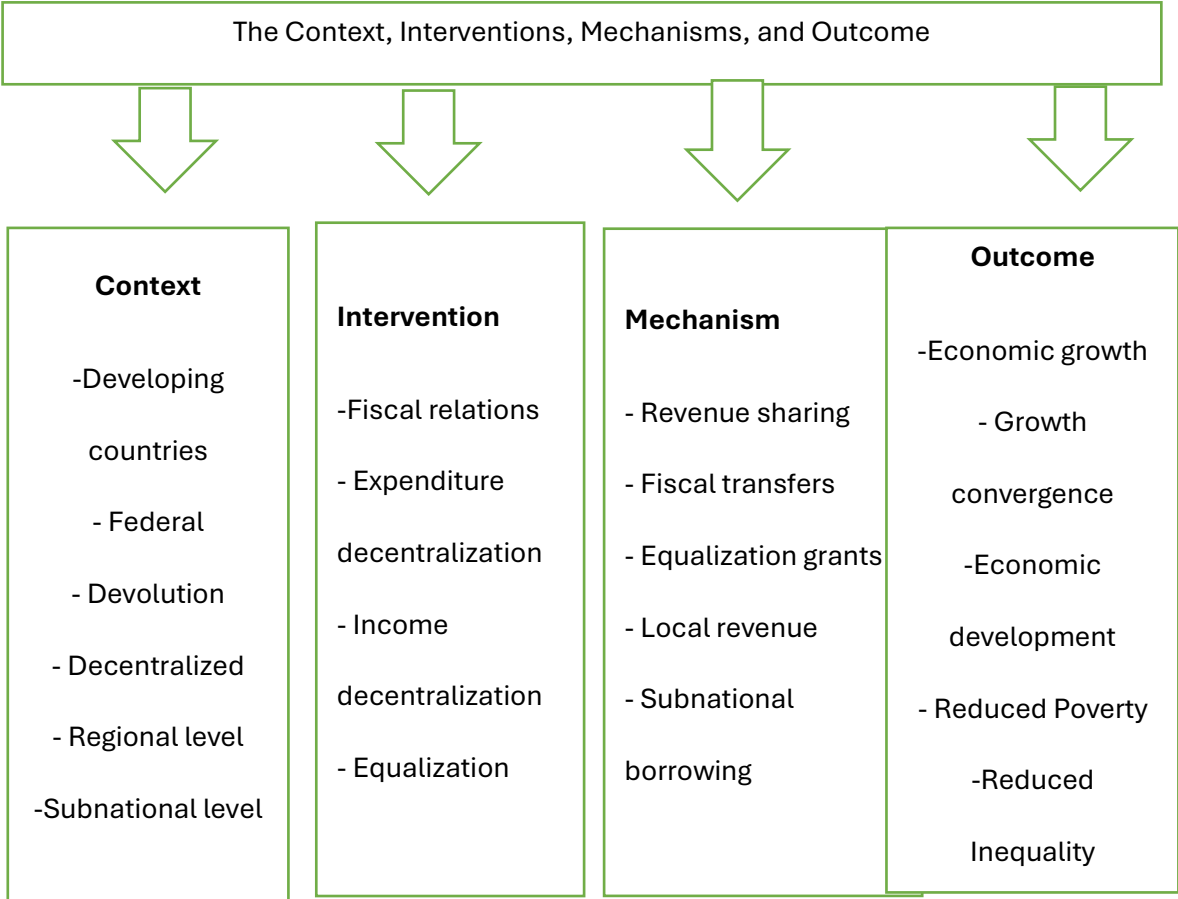 The Context, Interventions, Mechanisms, and Outcome
Context
-Developing
countries
- Federal
- Devolution
- Decentralized
- Regional level
-Subnational level
Intervention
-Fiscal relations
- Expenditure
decentralization
- Income
decentralization
- Equalization
Mechanism
- Revenue sharing
- Fiscal transfers
- Equalization grants
- Local revenue
- Subnational
borrowing
Outcome
-Economic growth
- Growth
convergence
-Economic
development
- Reduced Poverty
-Reduced
Inequality